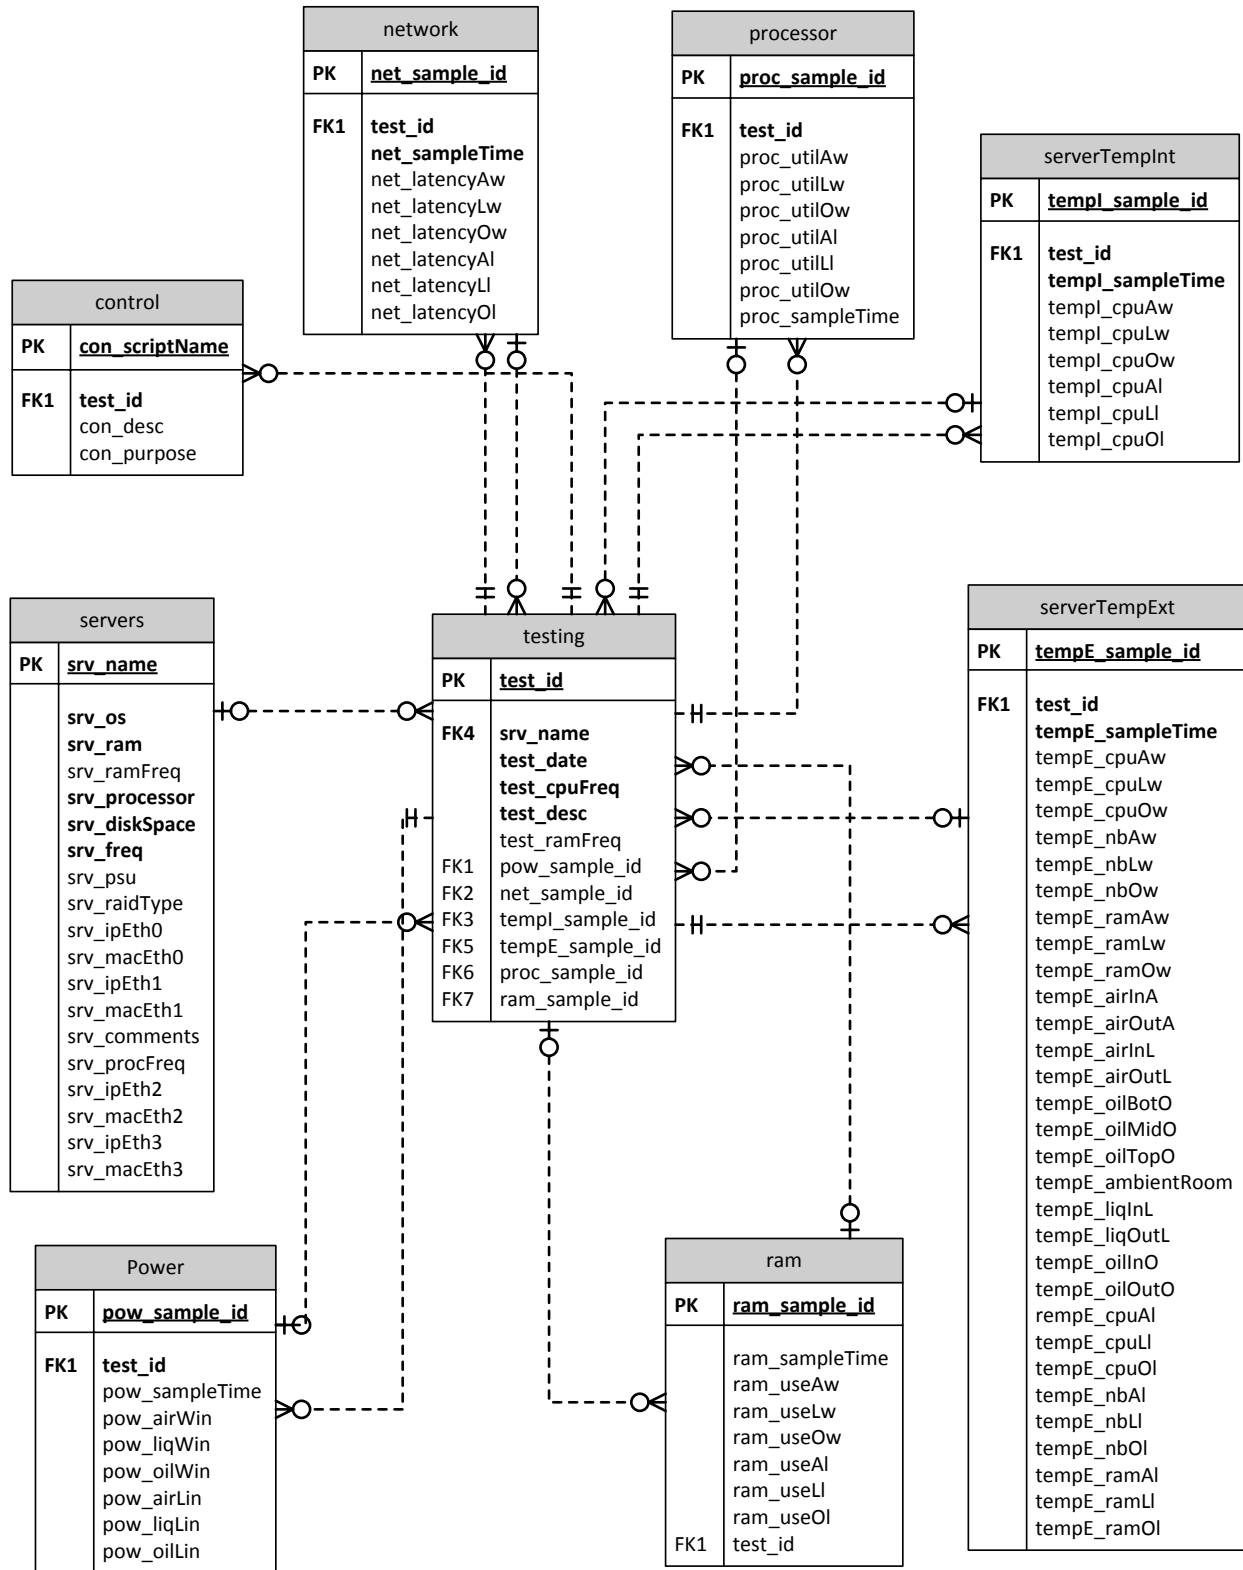 network
PK net_sample_id
FK1 test_id
net_sampleTime
net_latencyAw
net_latencyLw
net_latencyOw
net_latencyAl
net_latencyLl
net_latencyOl
processor
PK proc_sample_id
FK1 test_id
proc_utilAw
proc_utilLw
proc_utilOw
proc_utilAl
proc_utilLl
proc_utilOw
proc_sampleTime
serverTempInt
PK tempI_sample_id
FK1 test_id
tempI_sampleTime
tempI_cpuAw
tempI_cpuLw
tempI_cpuOw
tempI_cpuAl
tempI_cpuLl
tempI_cpuOl
control
PK con_scriptName
FK1 test_id
con_desc
con_purpose
servers
PK srv_name
srv_os
srv_ram
srv_ramFreq
srv_processor
srv_diskSpace
srv_freq
srv_psu
srv_raidType
srv_ipEth0
srv_macEth0
srv_ipEth1
srv_macEth1
srv_comments
srv_procFreq
srv_ipEth2
srv_macEth2
srv_ipEth3
srv_macEth3
testing
PK test_id
FK4 srv_name
test_date
test_cpuFreq
test_desc
test_ramFreq
FK1 pow_sample_id
FK2 net_sample_id
FK3 tempI_sample_id
FK5 tempE_sample_id
FK6 proc_sample_id
FK7 ram_sample_id
serverTempExt
PK tempE_sample_id
FK1 test_id
tempE_sampleTime
tempE_cpuAw
tempE_cpuLw
tempE_cpuOw
tempE_nbAw
tempE_nbLw
tempE_nbOw
tempE_ramAw
tempE_ramLw
tempE_ramOw
tempE_airInA
tempE_airOutA
tempE_airInL
tempE_airOutL
tempE_oilBotO
tempE_oilMidO
tempE_oilTopO
tempE_ambientRoom
tempE_liqInL
tempE_liqOutL
tempE_oilInO
tempE_oilOutO
rempE_cpuAl
tempE_cpuLl
tempE_cpuOl
tempE_nbAl
tempE_nbLl
tempE_nbOl
tempE_ramAl
tempE_ramLl
tempE_ramOl
Power
PK pow_sample_id
FK1 test_id
pow_sampleTime
pow_airWin
pow_liqWin
pow_oilWin
pow_airLin
pow_liqLin
pow_oilLin
ram
PK ram_sample_id
ram_sampleTime
ram_useAw
ram_useLw
ram_useOw
ram_useAl
ram_useLl
ram_useOl
FK1 test_id